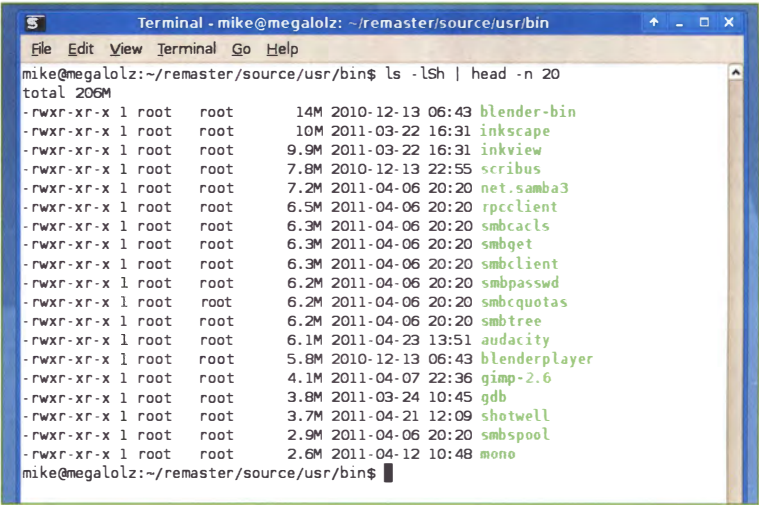 Terminal - mike@megalolz: ~/remaster/source/usr/bin
File Edit View Terminal Go Help
mike@megalolz:~/remaster/source/usr/bin$ ls -lSh | head -n 20
total 206M
-rwxr-xr-x 1 root root 14M 2010-12-13 06:43 blender-bin
-rwxr-xr-x 1 root root 10M 2011-03-22 16:31 inkscape
-rwxr-xr-x 1 root root 9.9M 2011-03-22 16:31 inkview
-rwxr-xr-x 1 root root 7.8M 2010-12-13 22:55 scribus
-rwxr-xr-x 1 root root 7.2M 2011-04-06 20:20 net.samba3
-rwxr-xr-x 1 root root 6.5M 2011-04-06 20:20 rpcclient
-rwxr-xr-x 1 root root 6.3M 2011-04-06 20:20 smbcacls
-rwxr-xr-x 1 root root 6.3M 2011-04-06 20:20 smbget
-rwxr-xr-x 1 root root 6.3M 2011-04-06 20:20 smbclient
-rwxr-xr-x 1 root root 6.2M 2011-04-06 20:20 smbpasswd
-rwxr-xr-x 1 root root 6.2M 2011-04-06 20:20 smbcquotas
-rwxr-xr-x 1 root root 6.2M 2011-04-06 20:20 smbtree
-rwxr-xr-x 1 root root 6.1M 2011-04-23 13:51 audacity
-rwxr-xr-x 1 root root 5.8M 2010-12-13 06:43 blenderplayer
-rwxr-xr-x 1 root root 4.1M 2011-04-07 22:36 gimp-2.6
-rwxr-xr-x 1 root root 3.8M 2011-03-24 10:45 gdb
-rwxr-xr-x 1 root root 3.7M 2011-04-21 12:09 shotwell
-rwxr-xr-x 1 root root 2.9M 2011-04-06 20:20 smbspool
-rwxr-xr-x 1 root root 2.6M 2011-04-12 10:48 mono
mike@megalolz:~/remaster/source/usr/bin$